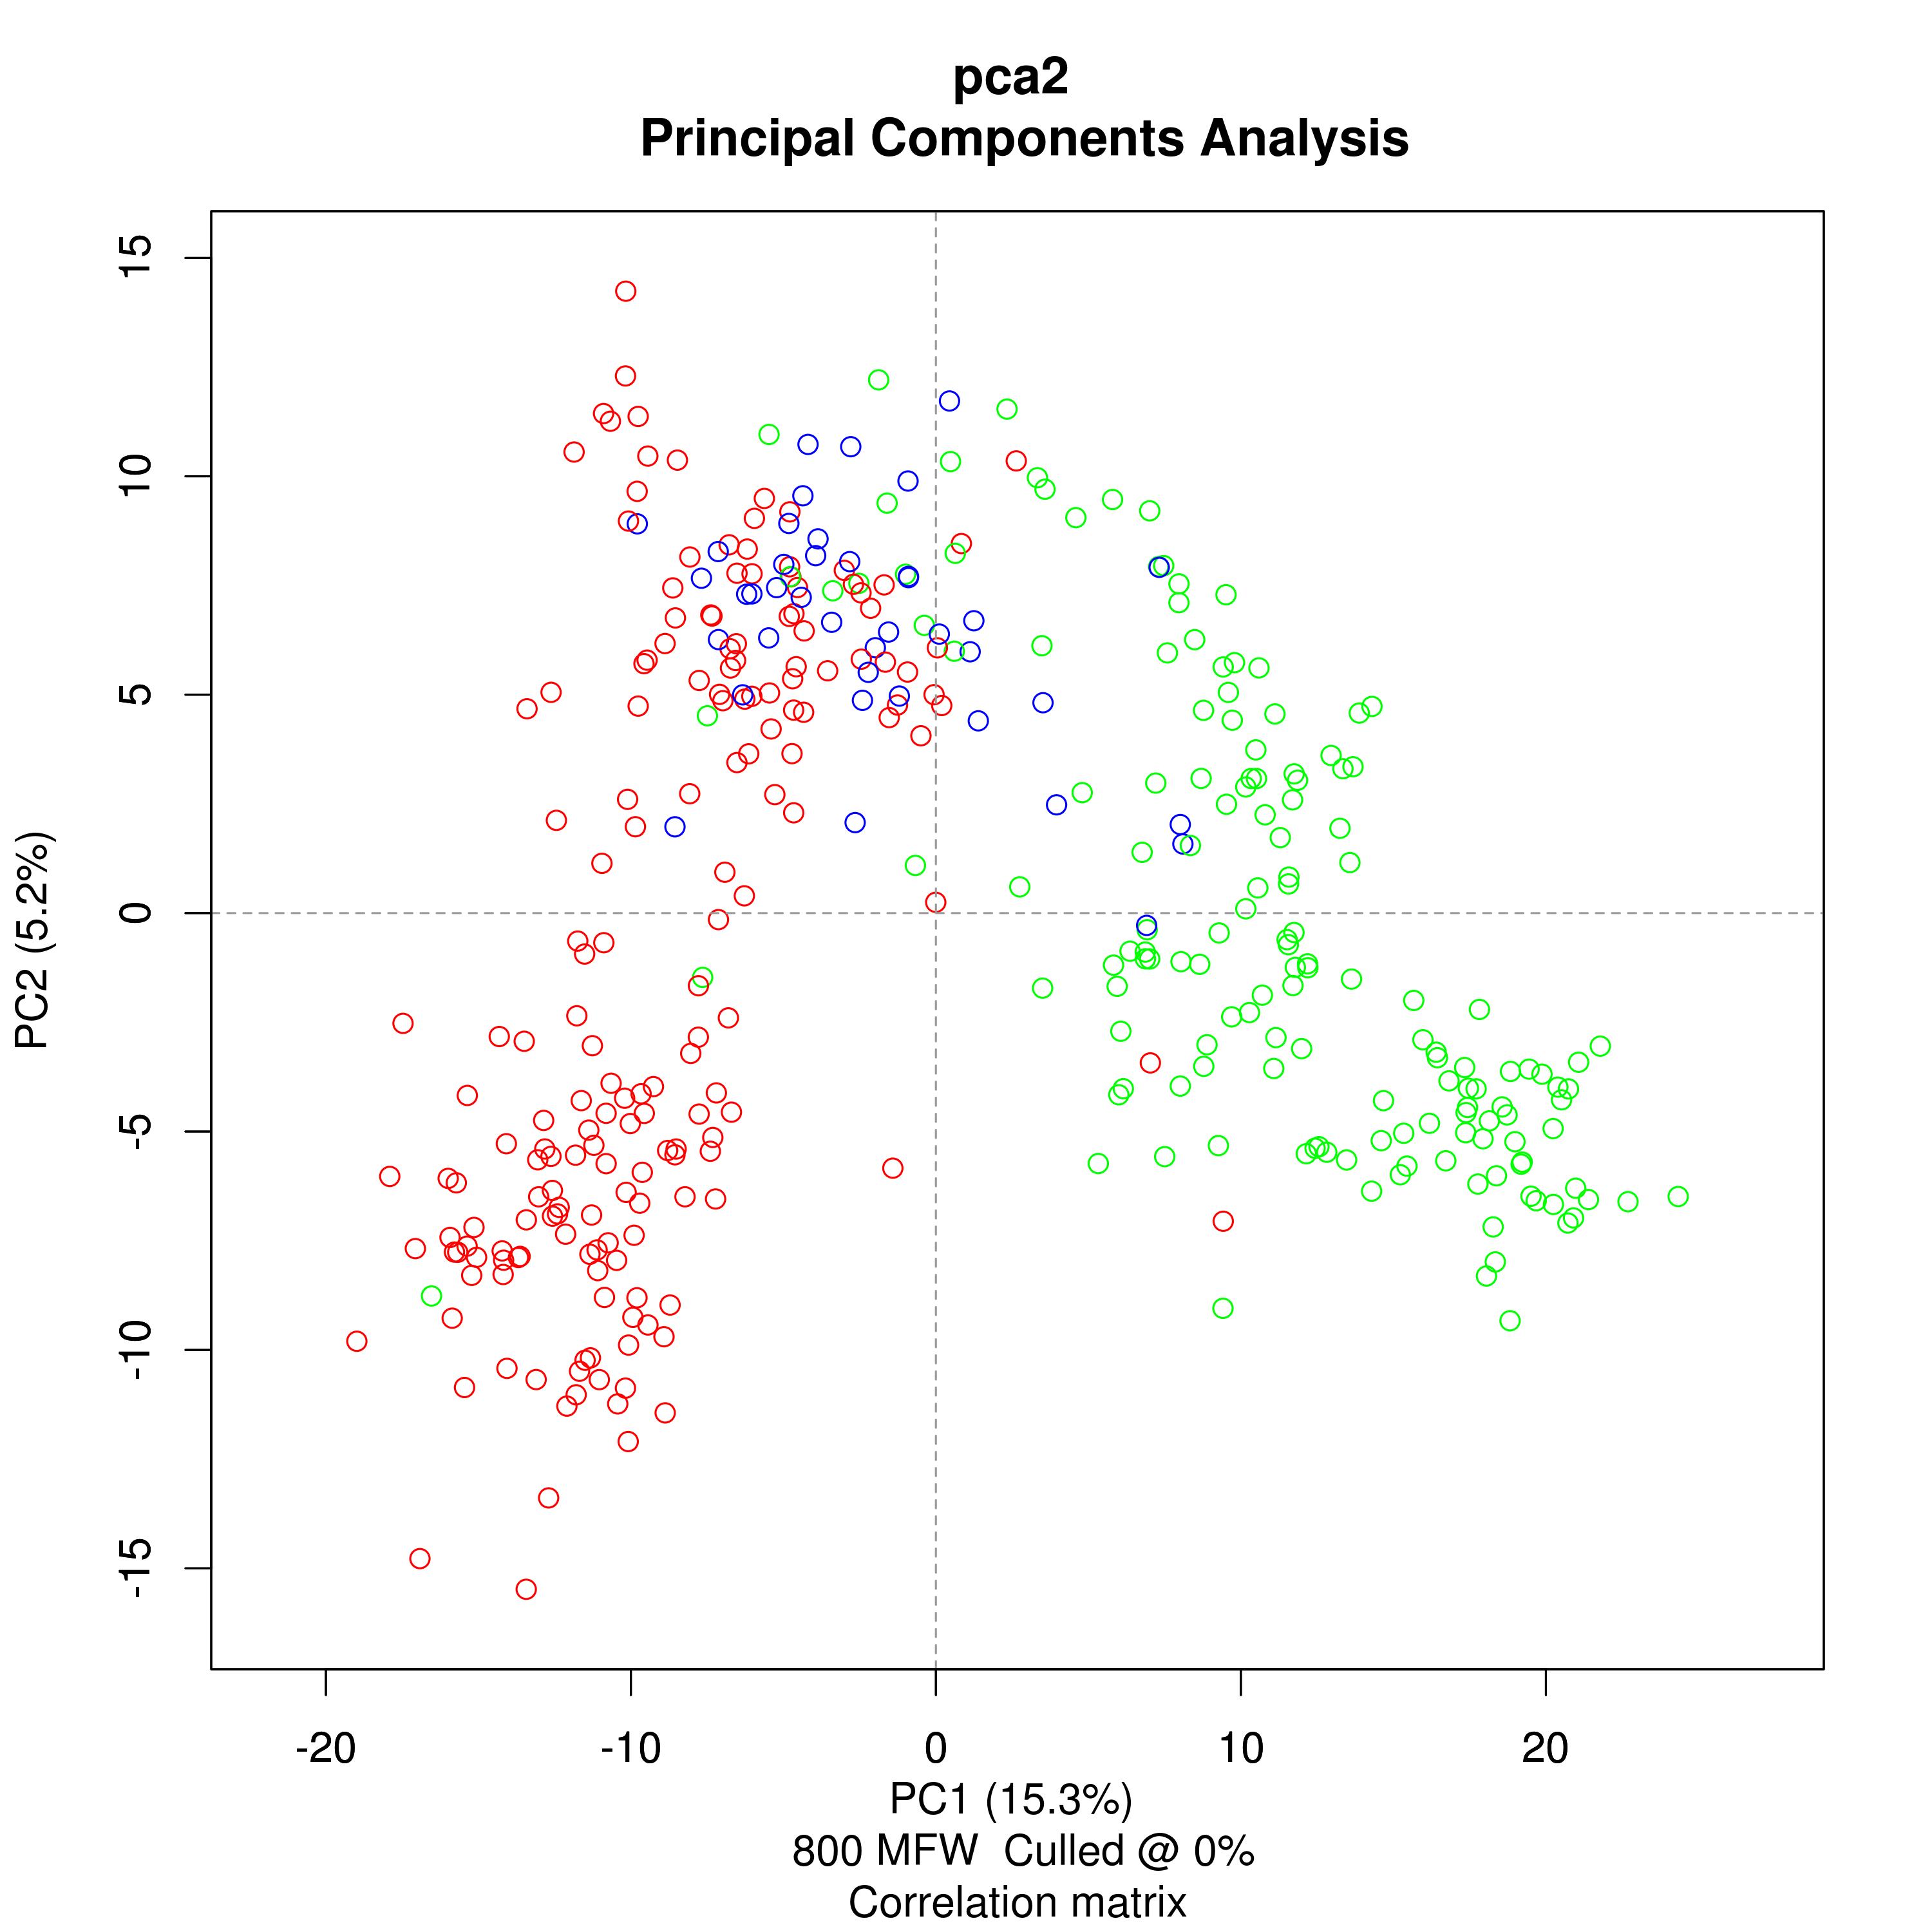 pca2
Principal Components Analysis
15
10
5
0
-5
-10
-15
PC2 (5.2%)
-20 -10 0 10 20
PC1 (15.3%)
800 MFW  Culled @ 0%
Correlation matrix